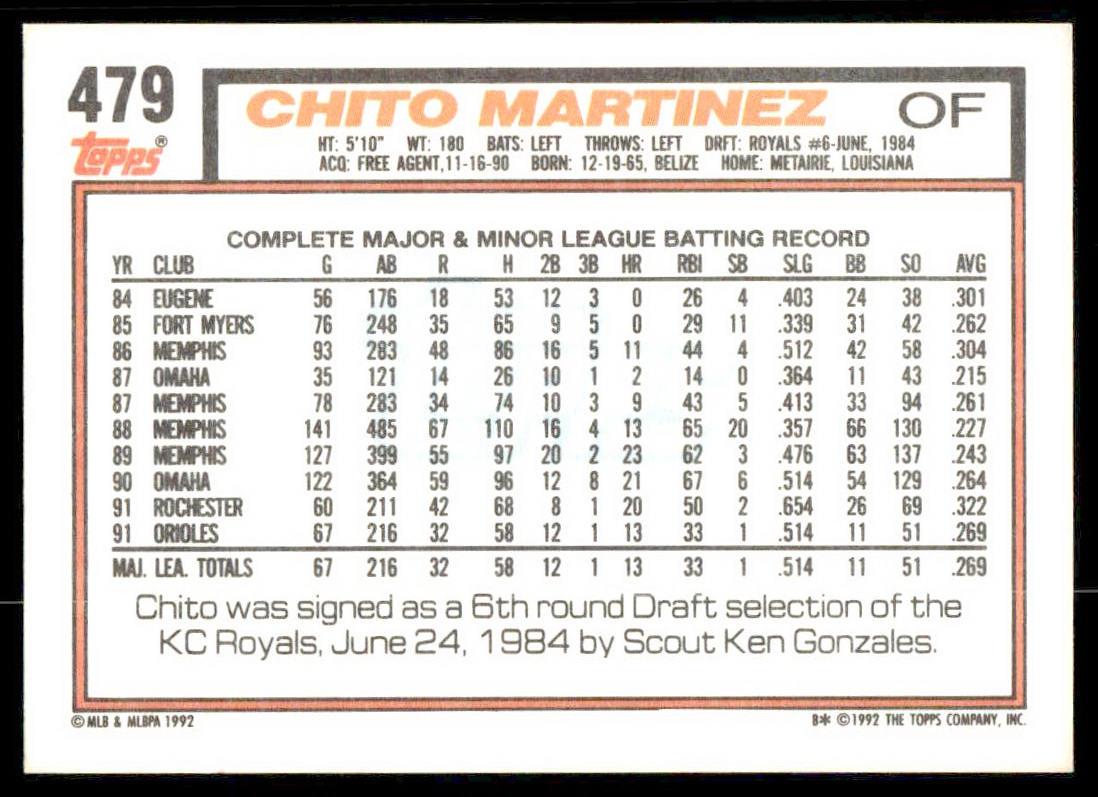 479
topps®
CHITO MARTINEZ OF
HT: 5'10" WT: 180 BATS: LEFT THROWS: LEFT DRFT: ROYALS #6-JUNE, 1984
ACQ: FREE AGENT,11-16-90 BORN: 12-19-65, BELIZE HOME: METAIRIE, LOUISIANA
COMPLETE MAJOR & MINOR LEAGUE BATTING RECORD
YR CLUB G AB R H 2B 3B HR RBI SB SLG BB SO AVG
84 EUGENE 56 176 18 53 12 3 0 26 4 .403 24 38 .301
85 FORT MYERS 76 248 35 65 9 5 0 29 11 .339 31 42 .262
86 MEMPHIS 93 283 48 86 16 5 11 44 4 .512 42 58 .304
87 OMAHA 35 121 14 26 10 1 2 14 0 .364 11 43 .215
87 MEMPHIS 78 283 34 74 10 3 9 43 5 .413 33 94 .261
88 MEMPHIS 141 485 67 110 16 4 13 65 20 .357 66 130 .227
89 MEMPHIS 127 399 55 97 20 2 23 62 3 .476 63 137 .243
90 OMAHA 122 364 59 96 12 8 21 67 6 .514 54 129 .264
91 ROCHESTER 60 211 42 68 8 1 20 50 2 .654 26 69 .322
91 ORIOLES 67 216 32 58 12 1 13 33 1 .514 11 51 .269
MAJ. LEA. TOTALS 67 216 32 58 12 1 13 33 1 .514 11 51 .269
Chito was signed as a 6th round Draft selection of the
KC Royals, June 24, 1984 by Scout Ken Gonzales.
© MLB & MLBPA 1992 B* ©1992 THE TOPPS COMPANY, INC.